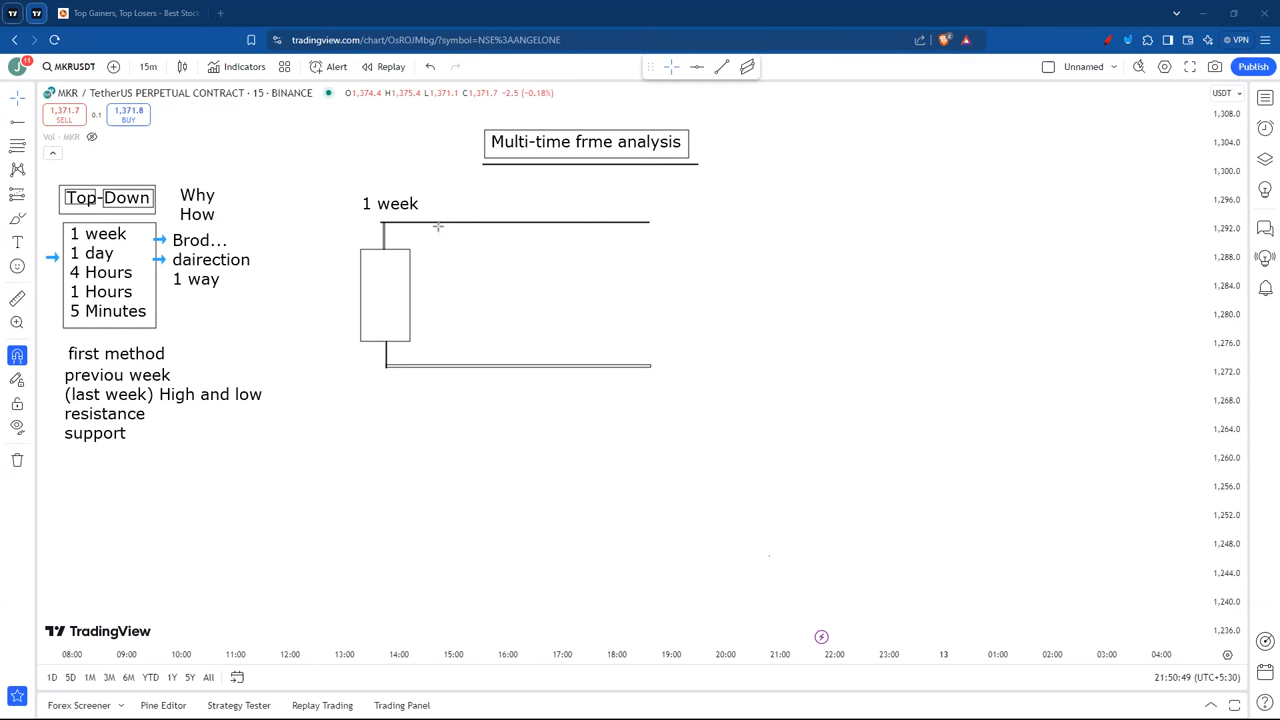 Top Gainers, Top Losers - Best Stoc
tradingview.com/chart/OsROJMbg/?symbol=NSE%3AANGELONE
VPN
J
11
MKRUSDT
15m
Indicators
Alert
Replay
Unnamed
Publish
MKR / TetherUS PERPETUAL CONTRACT · 15 · BINANCE
O1,374.4 H1,375.4 L1,371.1 C1,371.7 -2.5 (-0.18%)
USDT
1,371.7
SELL
0.1
1,371.8
BUY
Vol · MKR
Multi-time frme analysis
Top-Down
Why
How
1 week
1 day
4 Hours
1 Hours
5 Minutes
Brod...
dairection
1 way
1 week
first method
previou week
(last week) High and low
resistance
support
1,308.0
1,304.0
1,300.0
1,296.0
1,292.0
1,288.0
1,284.0
1,280.0
1,276.0
1,272.0
1,268.0
1,264.0
1,260.0
1,256.0
1,252.0
1,248.0
1,244.0
1,240.0
1,236.0
TradingView
08:00 09:00 10:00 11:00 12:00 13:00 14:00 15:00 16:00 17:00 18:00 19:00 20:00 21:00 22:00 23:00 13 01:00 02:00 03:00 04:00
1D 5D 1M 3M 6M YTD 1Y 5Y All
21:50:49 (UTC+5:30)
Forex Screener
Pine Editor
Strategy Tester
Replay Trading
Trading Panel